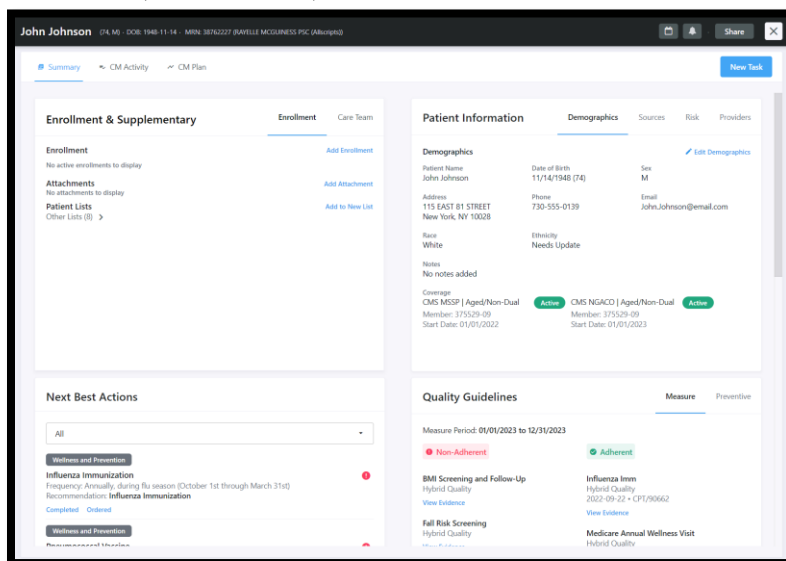 John Johnson (74, M) - DOB: 1948-11-14 - MRN: 38762227 (RAYELLE MCGUINESS PSC (Allscripts))
Share
Summary CM Activity CM Plan
New Task
Enrollment & Supplementary
Enrollment Care Team
Enrollment
Add Enrollment
No active enrollments to display
Attachments
Add Attachment
No attachments to display
Patient Lists
Add to New List
Other Lists (8)
Patient Information
Demographics Sources Risk Providers
Demographics
Edit Demographics
Patient Name Date of Birth Sex
John Johnson 11/14/1948 (74) M
Address Phone Email
115 EAST 81 STREET 730-555-0139 John.Johnson@email.com
New York, NY 10028
Race Ethnicity
White Needs Update
Notes
No notes added
Coverage
CMS MSSP | Aged/Non-Dual Active CMS NGACO | Aged/Non-Dual Active
Member: 375529-09 Member: 375529-09
Start Date: 01/01/2022 Start Date: 01/01/2023
Next Best Actions
All
Wellness and Prevention
Influenza Immunization
Frequency: Annually, during flu season (October 1st through March 31st)
Recommendation: Influenza Immunization
Completed Ordered
Wellness and Prevention
Pneumococcal Vaccine
Quality Guidelines
Measure Preventive
Measure Period: 01/01/2023 to 12/31/2023
Non-Adherent Adherent
BMI Screening and Follow-Up
Hybrid Quality
View Evidence
Fall Risk Screening
Hybrid Quality
View Evidence
Influenza Imm
Hybrid Quality
2022-09-22 • CPT/90662
View Evidence
Medicare Annual Wellness Visit
Hybrid Quality